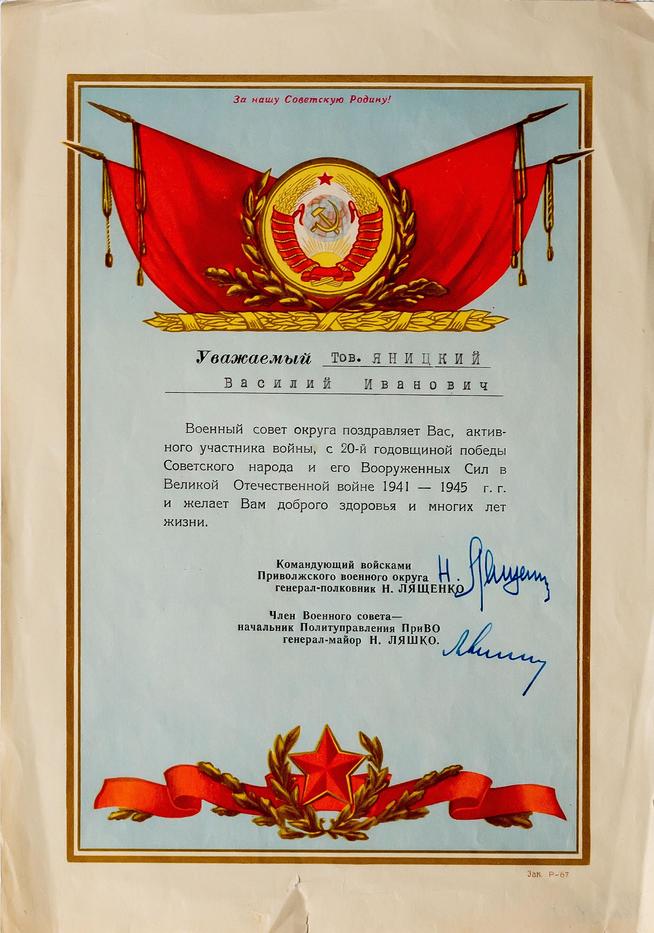 За нашу Советскую Родину!
Уважаемый Тов. ЯНИЦКИЙ
Василий Иванович
Военный совет округа поздравляет Вас, актив-
ного участника войны, с 20-й годовщиной победы
Советского народа и его Вооруженных Сил в
Великой Отечественной войне 1941 — 1945 г. г.
и желает Вам доброго здоровья и многих лет
жизни.
Командующий войсками
Приволжского военного округа
генерал-полковник Н. ЛЯЩЕНКО
Член Военного совета—
начальник Политуправления ПриВО
генерал-майор Н. ЛЯШКО.
Зак. Р-67